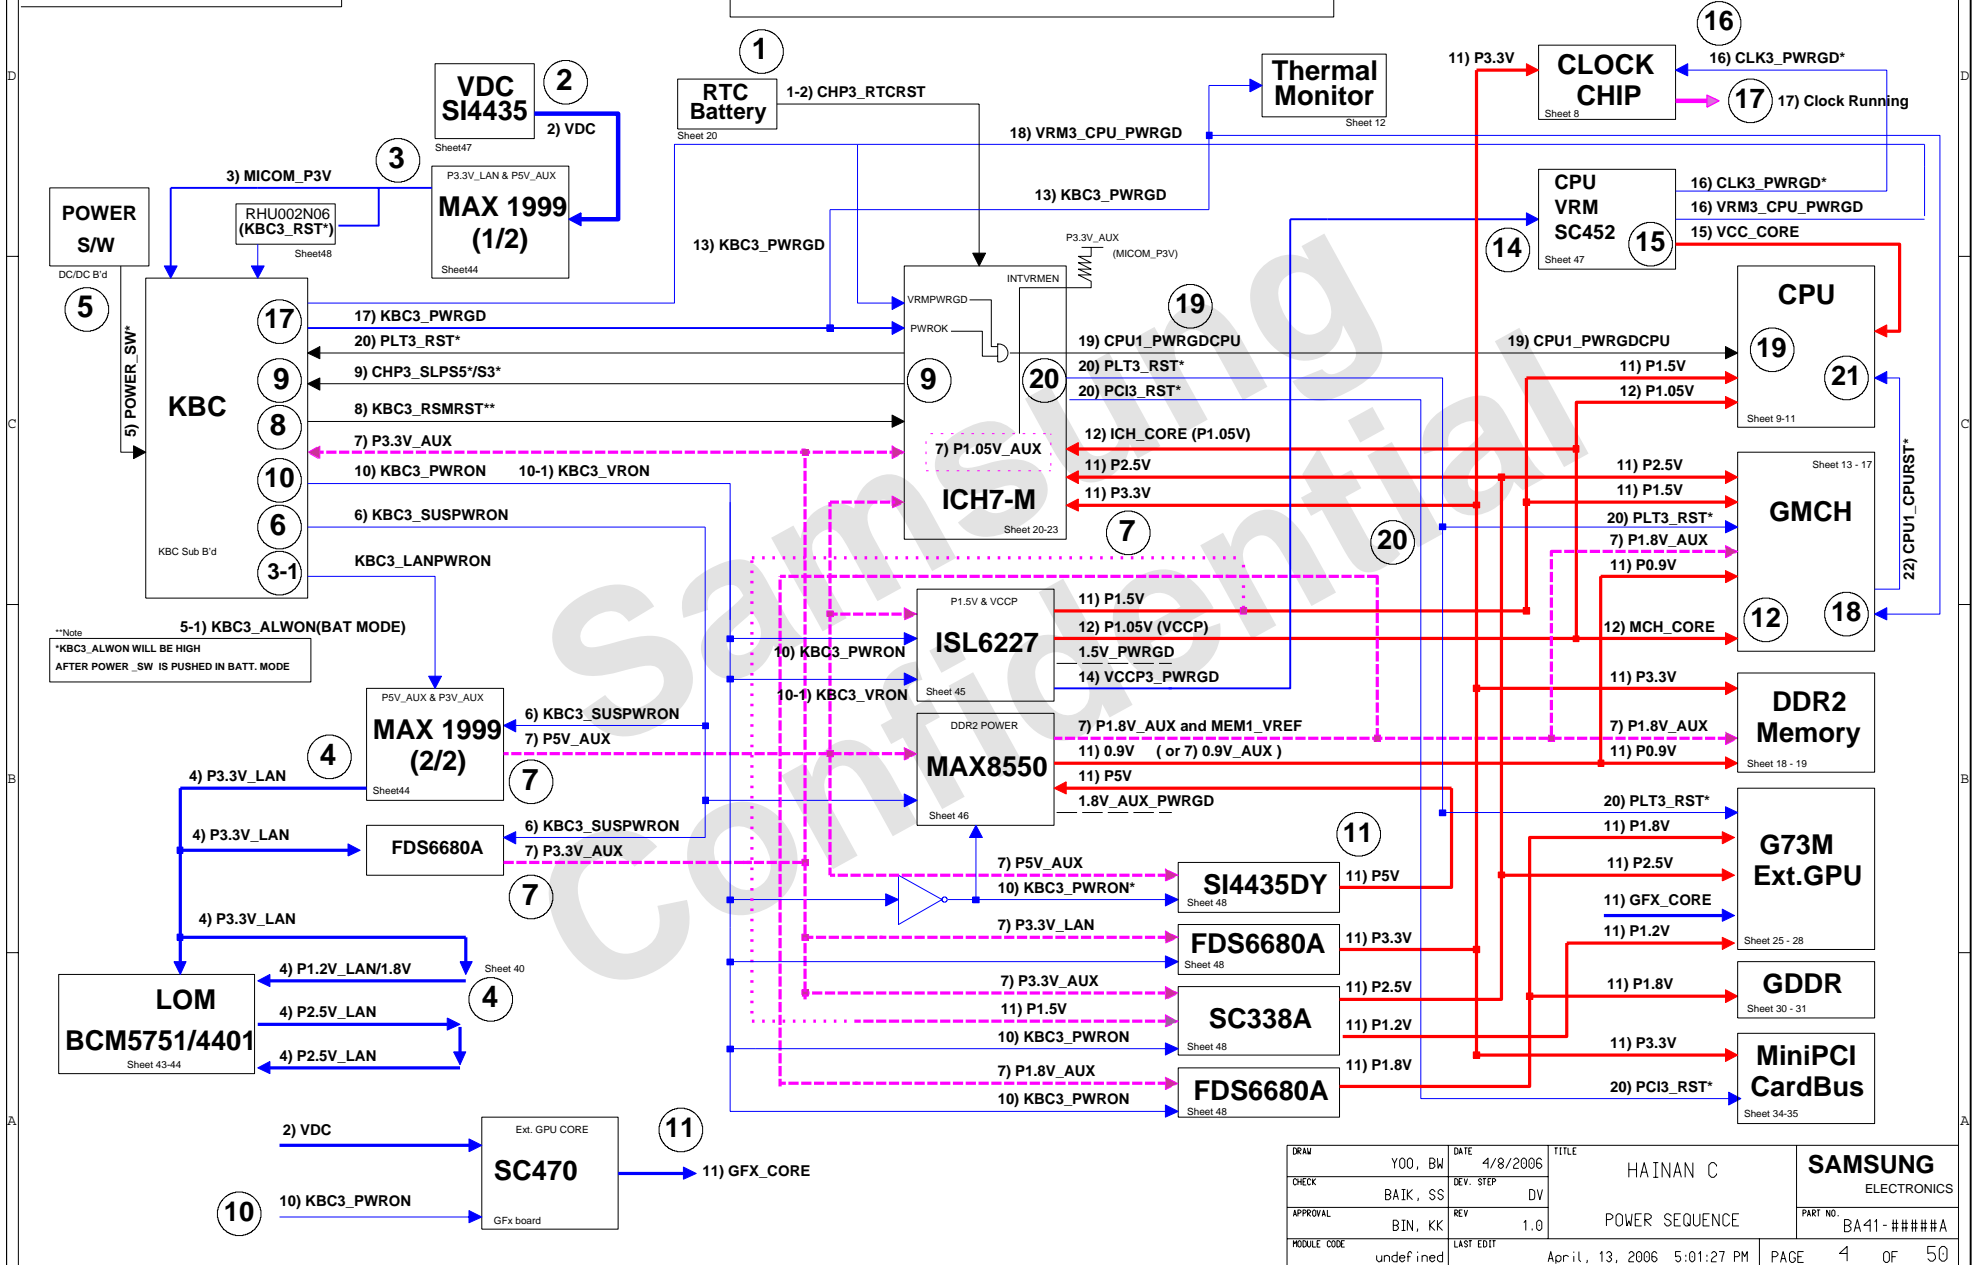 1
RTC
Battery
Sheet 20
1-2) CHP3_RTCRST
VDC
SI4435
Sheet47
2
2) VDC
3
3) MICOM_P3V
P3.3V_LAN & P5V_AUX
MAX 1999
(1/2)
Sheet44
RHU002N06
(KBC3_RST*)
Sheet48
POWER
S/W
DC/DC B'd
5
5) POWER_SW*
Thermal
Monitor
Sheet 12
18) VRM3_CPU_PWRGD
13) KBC3_PWRGD
13) KBC3_PWRGD
11) P3.3V
CLOCK
CHIP
Sheet 8
16
16) CLK3_PWRGD*
17
17) Clock Running
CPU
VRM
SC452
Sheet 47
14
15
16) CLK3_PWRGD*
16) VRM3_CPU_PWRGD
15) VCC_CORE
P3.3V_AUX
(MICOM_P3V)
INTVRMEN
VRMPWRGD
PWROK
9
20
7) P1.05V_AUX
ICH7-M
Sheet 20-23
7
KBC
KBC Sub B'd
17
9
8
10
6
3-1
17) KBC3_PWRGD
20) PLT3_RST*
9) CHP3_SLPS5*/S3*
8) KBC3_RSMRST**
7) P3.3V_AUX
10) KBC3_PWRON
10-1) KBC3_VRON
6) KBC3_SUSPWRON
KBC3_LANPWRON
19
19) CPU1_PWRGDCPU
19) CPU1_PWRGDCPU
20) PLT3_RST*
20) PCI3_RST*
12) ICH_CORE (P1.05V)
11) P2.5V
11) P3.3V
20
CPU
19
21
Sheet 9-11
11) P1.5V
12) P1.05V
22) CPU1_CPURST*
Sheet 13 - 17
GMCH
12
18
11) P2.5V
11) P1.5V
20) PLT3_RST*
7) P1.8V_AUX
11) P0.9V
12) MCH_CORE
5-1) KBC3_ALWON(BAT MODE)
**Note
*KBC3_ALWON WILL BE HIGH
AFTER POWER _SW IS PUSHED IN BATT. MODE
P1.5V & VCCP
ISL6227
Sheet 45
10) KBC3_PWRON
10-1) KBC3_VRON
11) P1.5V
12) P1.05V (VCCP)
1.5V_PWRGD
14) VCCP3_PWRGD
P5V_AUX & P3V_AUX
MAX 1999
(2/2)
Sheet44
4
7
6) KBC3_SUSPWRON
7) P5V_AUX
DDR2 POWER
MAX8550
Sheet 46
7) P1.8V_AUX and MEM1_VREF
11) 0.9V ( or 7) 0.9V_AUX )
11) P5V
1.8V_AUX_PWRGD
11) P3.3V
7) P1.8V_AUX
11) P0.9V
DDR2
Memory
Sheet 18 - 19
4) P3.3V_LAN
4) P3.3V_LAN
FDS6680A
7
6) KBC3_SUSPWRON
7) P3.3V_AUX
4) P3.3V_LAN
11
7) P5V_AUX
10) KBC3_PWRON*
SI4435DY
Sheet 48
11) P5V
20) PLT3_RST*
11) P1.8V
11) P2.5V
11) GFX_CORE
11) P1.2V
G73M
Ext.GPU
Sheet 25 - 28
7) P3.3V_LAN
FDS6680A
Sheet 48
11) P3.3V
LOM
BCM5751/4401
Sheet 43-44
4) P1.2V_LAN/1.8V
Sheet 40
4
4) P2.5V_LAN
4) P2.5V_LAN
7) P3.3V_AUX
11) P1.5V
10) KBC3_PWRON
SC338A
Sheet 48
11) P2.5V
11) P1.2V
11) P1.8V
GDDR
Sheet 30 - 31
7) P1.8V_AUX
10) KBC3_PWRON
FDS6680A
Sheet 48
11) P1.8V
11) P3.3V
20) PCI3_RST*
MiniPCI
CardBus
Sheet 34-35
2) VDC
10
10) KBC3_PWRON
Ext. GPU CORE
SC470
GFx board
11
11) GFX_CORE
Samsung
Confidential
DRAW YOO, BW DATE 4/8/2006 TITLE HAINAN C SAMSUNG
ELECTRONICS
CHECK BAIK, SS DEV. STEP DV
APPROVAL BIN, KK REV 1.0 POWER SEQUENCE PART NO. BA41-#####A
MODULE CODE undefined LAST EDIT April, 13, 2006 5:01:27 PM PAGE 4 OF 50
D
C
B
A
D
C
B
A